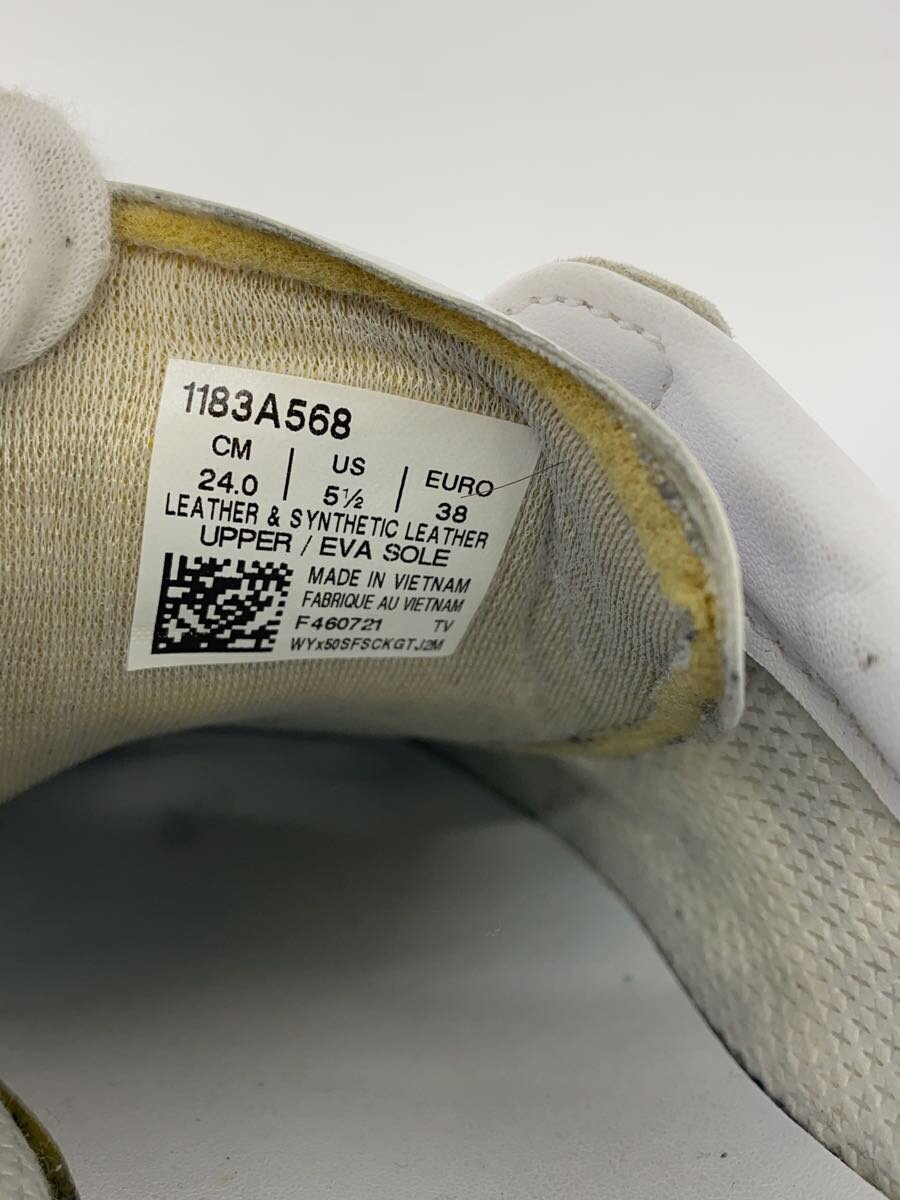 1183A568
CM | US | EURO
24.0 | 5½ | 38
LEATHER & SYNTHETIC LEATHER
UPPER / EVA SOLE
MADE IN VIETNAM
FABRIQUE AU VIETNAM
F460721 TV
WYx50SFSCKGTJ2M